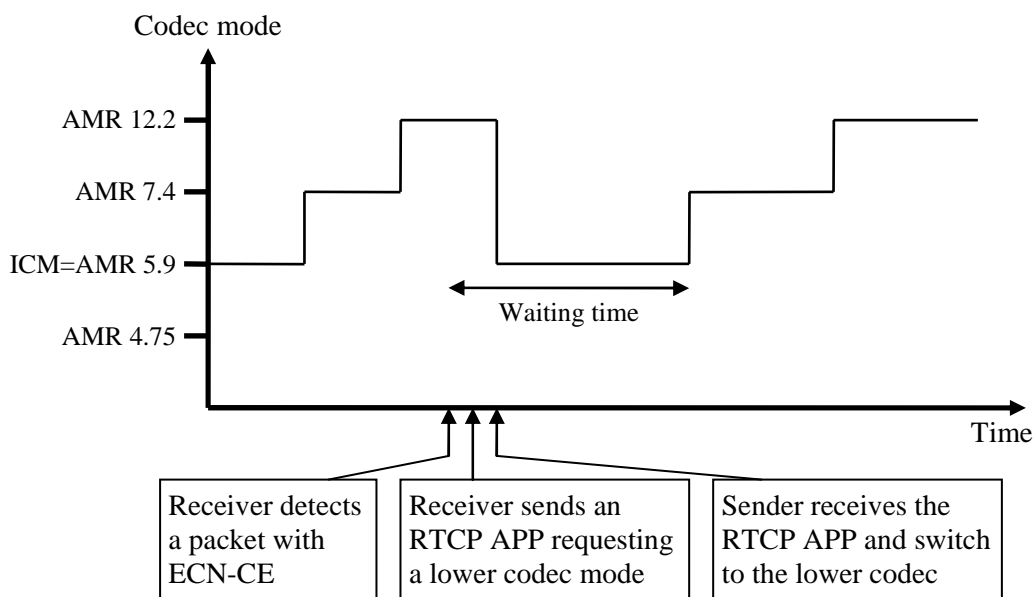 Codec mode
AMR 12.2
AMR 7.4
ICM=AMR 5.9
AMR 4.75
Waiting time
Time
Receiver detects
a packet with
ECN-CE
Receiver sends an
RTCP APP requesting
a lower codec mode
Sender receives the
RTCP APP and switch
to the lower codec